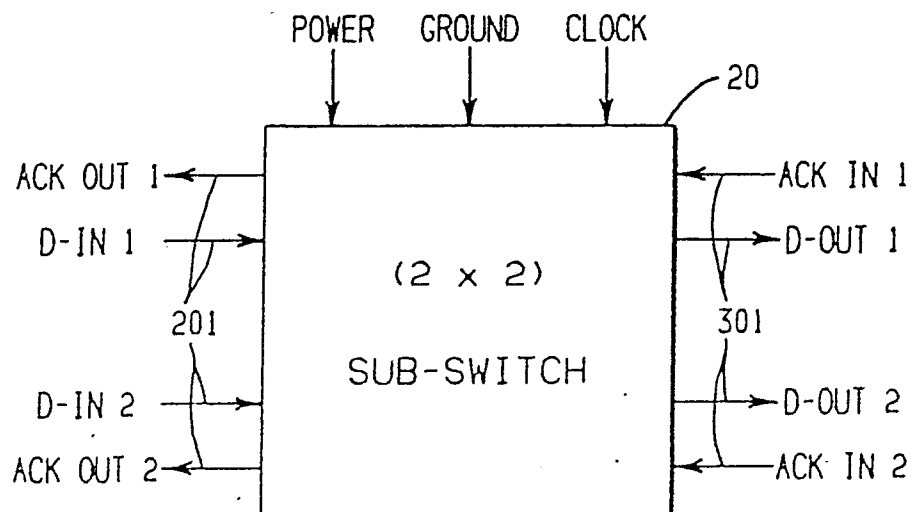 POWER GROUND CLOCK
20
ACK OUT 1 ACK IN 1
D-IN 1 D-OUT 1
(2 x 2)
201 301
SUB-SWITCH
D-IN 2 D-OUT 2
ACK OUT 2 ACK IN 2